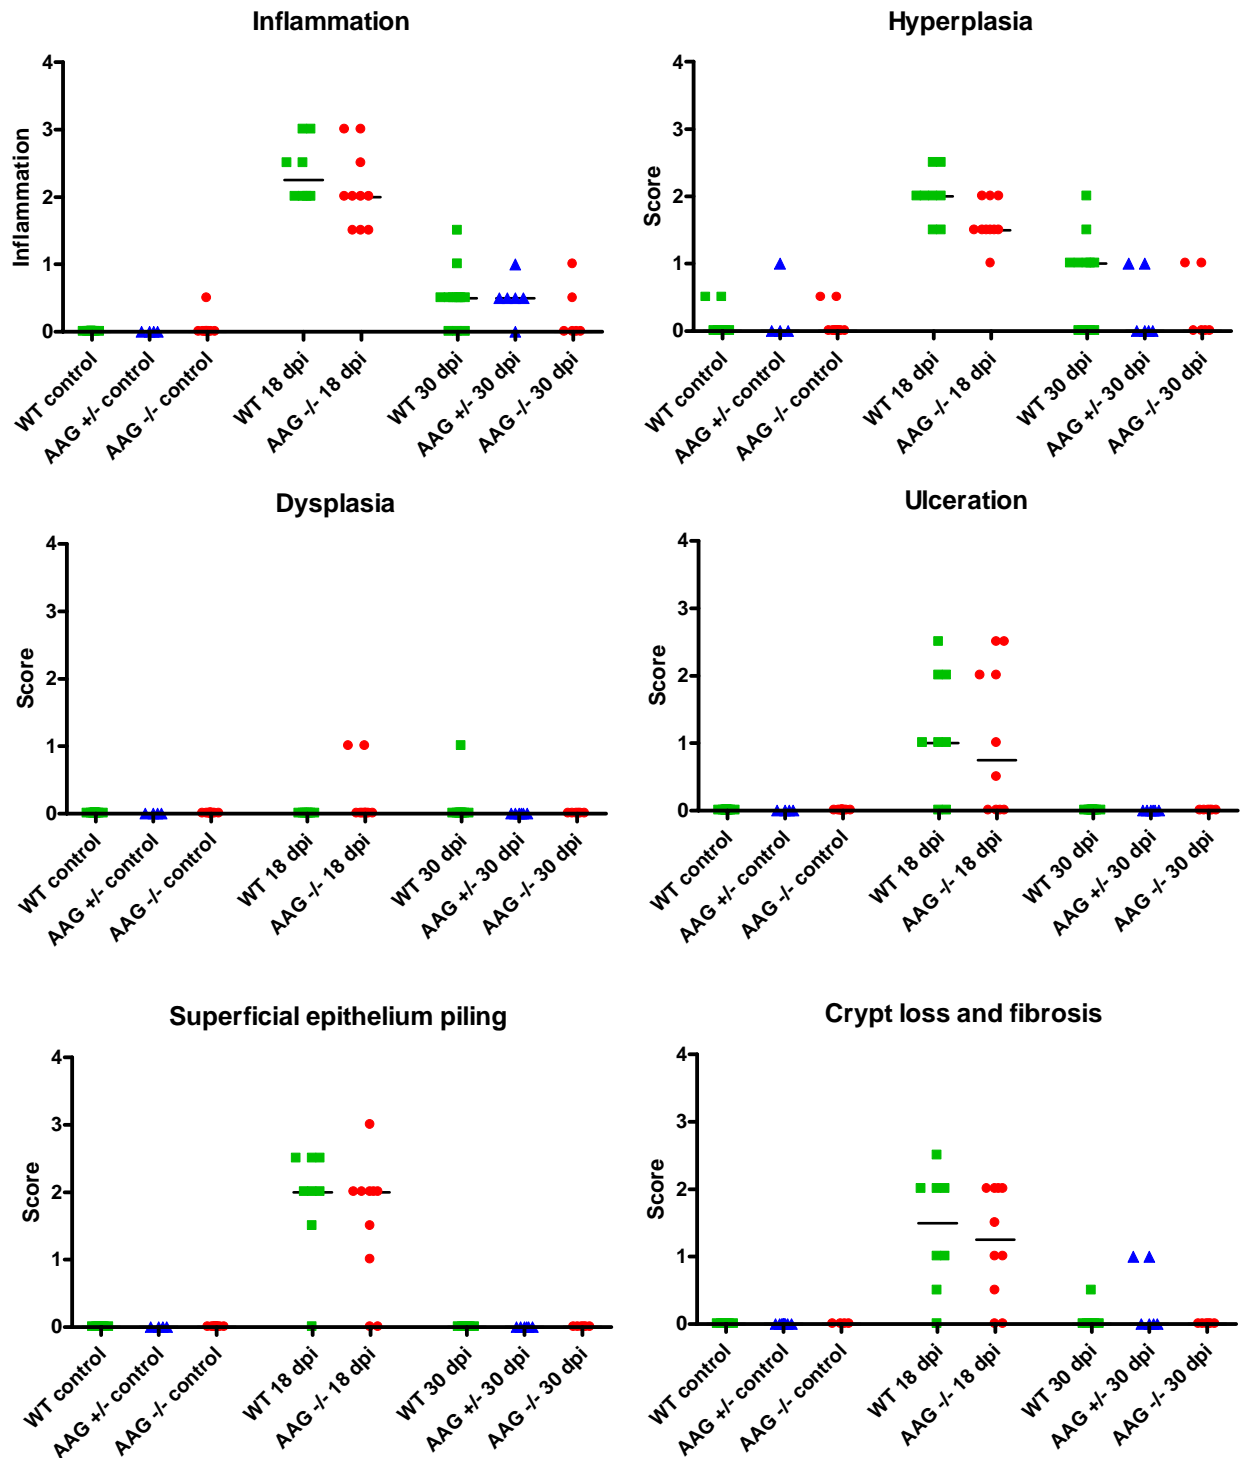 Inflammation
Inflammation
4
3
2
1
0
WT control
AAG +/- control
AAG -/- control
WT 18 dpi
AAG -/- 18 dpi
WT 30 dpi
AAG +/- 30 dpi
AAG -/- 30 dpi
Hyperplasia
Score
4
3
2
1
0
WT control
AAG +/- control
AAG -/- control
WT 18 dpi
AAG -/- 18 dpi
WT 30 dpi
AAG +/- 30 dpi
AAG -/- 30 dpi
Dysplasia
Score
4
3
2
1
0
WT control
AAG +/- control
AAG -/- control
WT 18 dpi
AAG -/- 18 dpi
WT 30 dpi
AAG +/- 30 dpi
AAG -/- 30 dpi
Ulceration
Score
4
3
2
1
0
WT control
AAG +/- control
AAG -/- control
WT 18 dpi
AAG -/- 18 dpi
WT 30 dpi
AAG +/- 30 dpi
AAG -/- 30 dpi
Superficial epithelium piling
Score
4
3
2
1
0
WT control
AAG +/- control
AAG -/- control
WT 18 dpi
AAG -/- 18 dpi
WT 30 dpi
AAG +/- 30 dpi
AAG -/- 30 dpi
Crypt loss and fibrosis
Score
4
3
2
1
0
WT control
AAG +/- control
AAG -/- control
WT 18 dpi
AAG -/- 18 dpi
WT 30 dpi
AAG +/- 30 dpi
AAG -/- 30 dpi